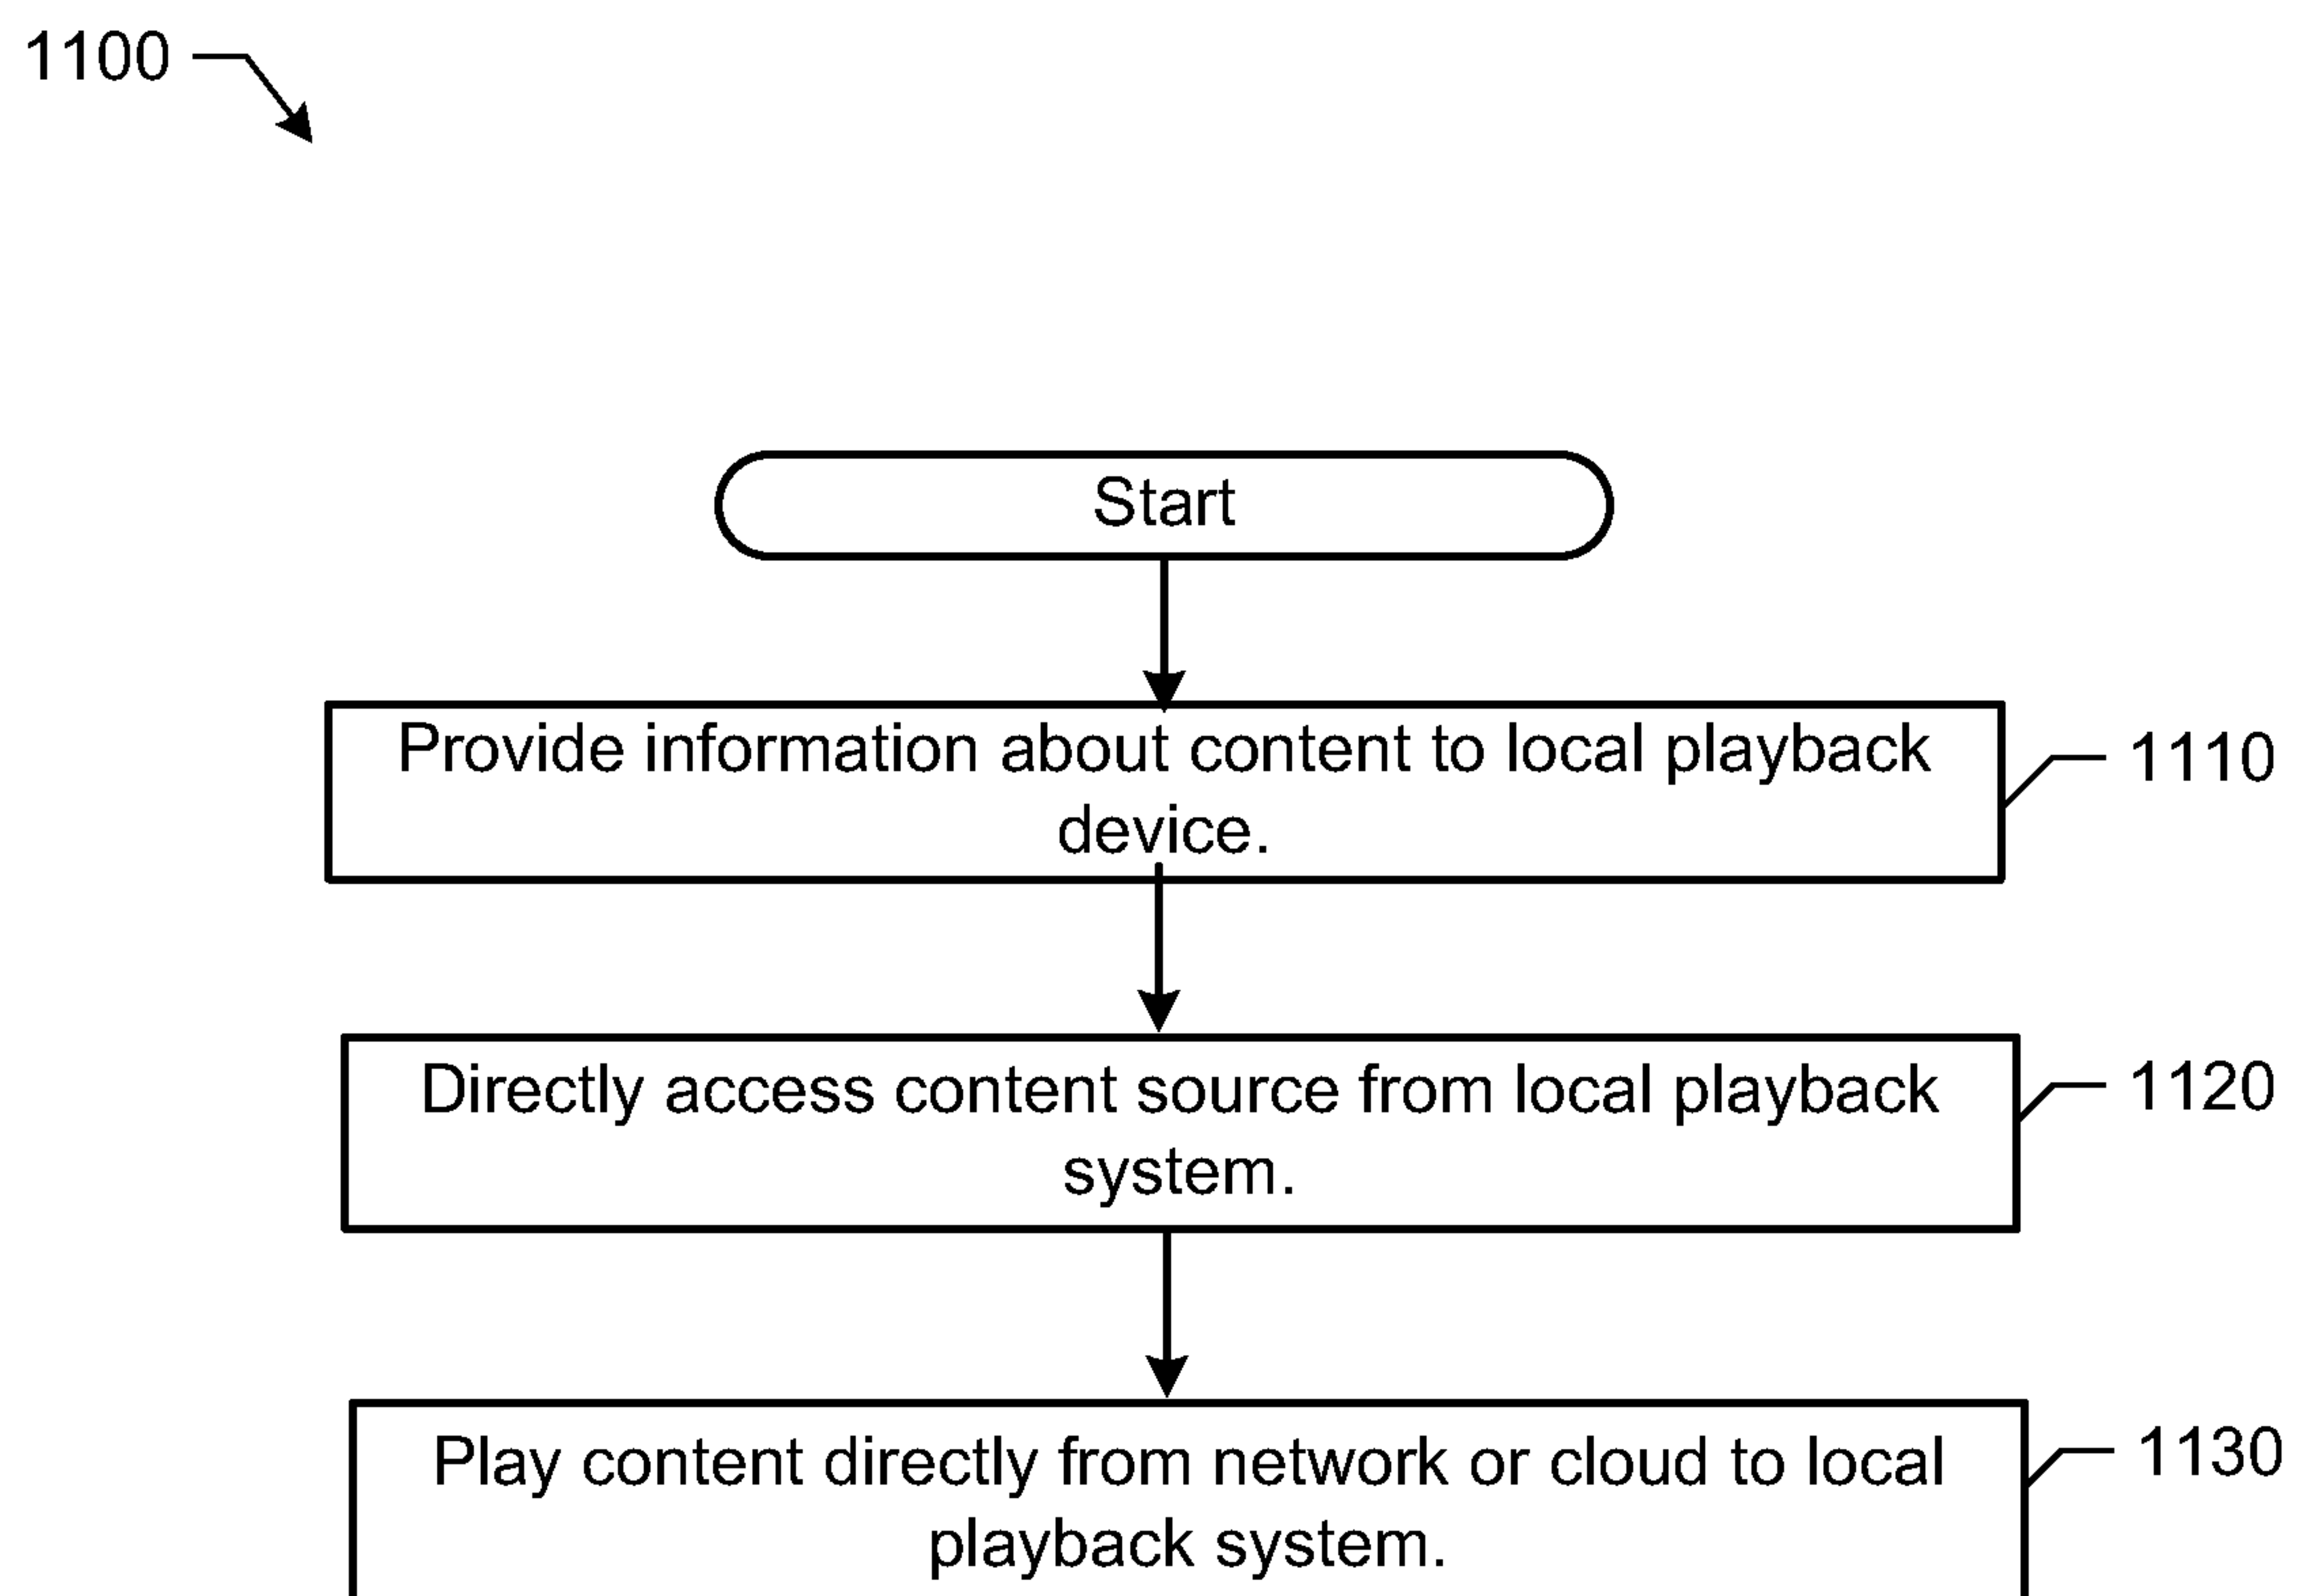 1100
Start
Provide information about content to local playback
device.
1110
Directly access content source from local playback
system.
1120
Play content directly from network or cloud to local
playback system.
1130